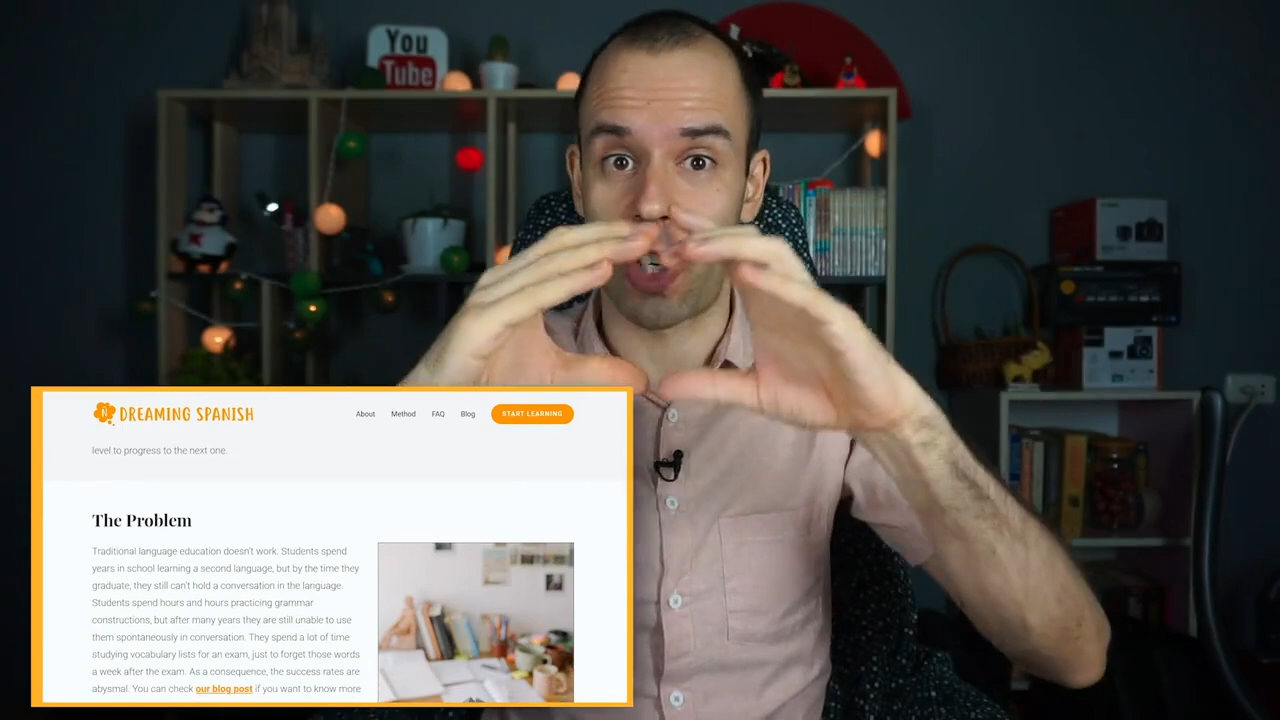 You
Tube
DREAMING SPANISH
About Method FAQ Blog START LEARNING
level to progress to the next one.
The Problem
Traditional language education doesn't work. Students spend
years in school learning a second language, but by the time they
graduate, they still can't hold a conversation in the language.
Students spend hours and hours practicing grammar
constructions, but after many years they are still unable to use
them spontaneously in conversation. They spend a lot of time
studying vocabulary lists for an exam, just to forget those words
a week after the exam. As a consequence, the success rates are
abysmal. You can check our blog post if you want to know more